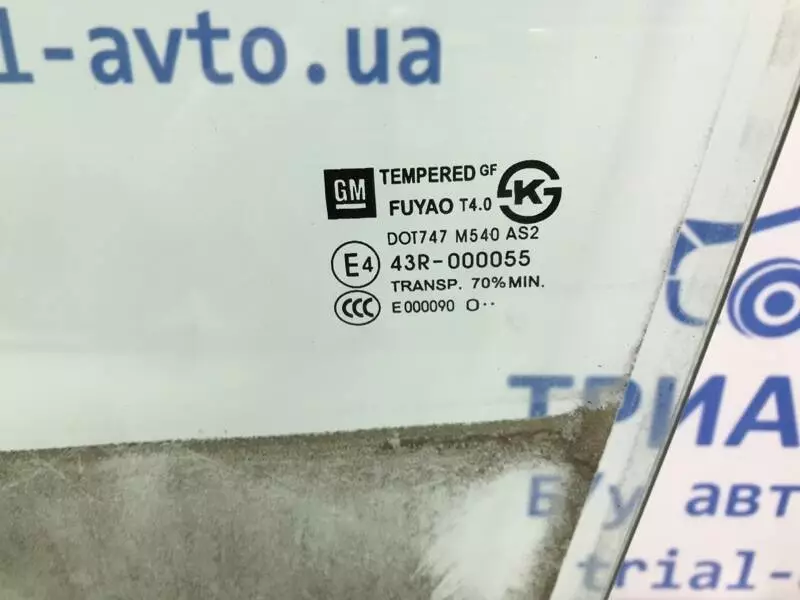 1-avto.ua
GM TEMPERED GF
FUYAO T4.0
K
DOT747 M540 AS2
E4 43R-000055
TRANSP. 70%MIN.
CCC E000090 O··
ТРИА
Б/у авт
trial-